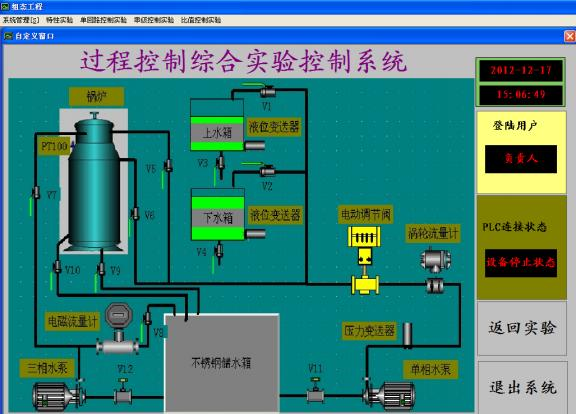 组态工程
系统管理[S] 特性实验 单回路控制实验 串级控制实验 比值控制实验
自定义窗口
过程控制综合实验控制系统
2012-12-17
15:06:49
登陆用户
负责人
PLC连接状态
设备停止状态
返回实验
退出系统
锅炉
PT100
V7
V5
V6
V10
V9
上水箱
液位变送器
V1
V3
下水箱
液位变送器
V2
V4
电动调节阀
涡轮流量计
电磁流量计
V8
不锈钢储水箱
压力变送器
三相水泵
V12
V11
单相水泵